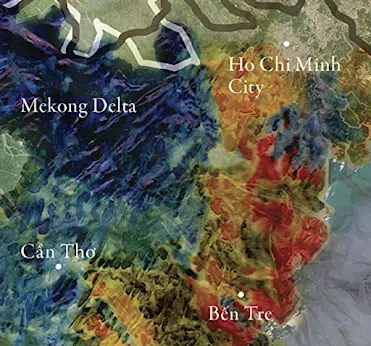 Ho Chi Minh
City
Mekong Delta
Cần Thơ
Bến Tre